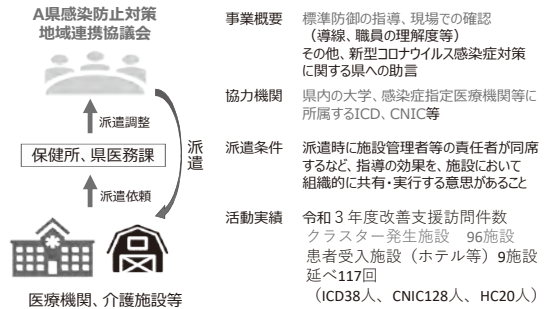 A県感染防止対策
地域連携協議会
派遣調整
保健所、県医務課
派遣
派遣依頼
医療機関、介護施設等
事業概要 標準防御の指導、現場での確認
（導線、職員の理解度等）
その他、新型コロナウイルス感染症対策
に関する県への助言
協力機関 県内の大学、感染症指定医療機関等に
所属するICD、CNIC等
派遣条件 派遣時に施設管理者等の責任者が同席
するなど、指導の効果を、施設において
組織的に共有・実行する意思があること
活動実績 令和３年度改善支援訪問件数
クラスター発生施設 96施設
患者受入施設（ホテル等）9施設
延べ117回
（ICD38人、CNIC128人、HC20人）